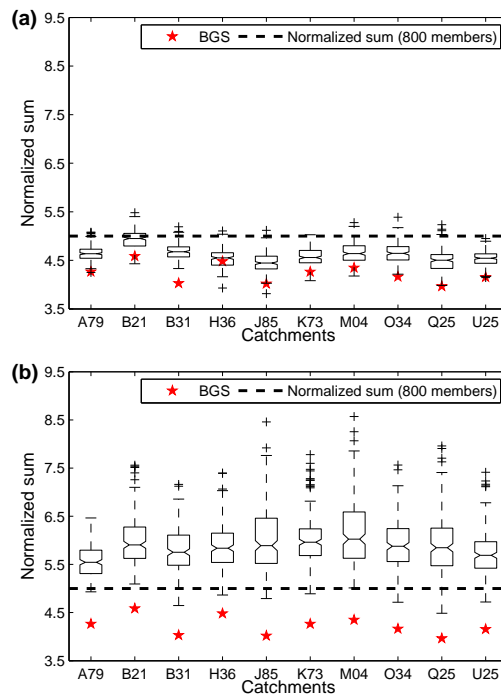 (a)
9.5
BGS
Normalized sum (800 members)
8.5
7.5
6.5
5.5
4.5
3.5
Normalized sum
A79 B21 B31 H36 J85 K73 M04 O34 Q25 U25
Catchments
(b)
9.5
BGS
Normalized sum (800 members)
8.5
7.5
6.5
5.5
4.5
3.5
Normalized sum
A79 B21 B31 H36 J85 K73 M04 O34 Q25 U25
Catchments